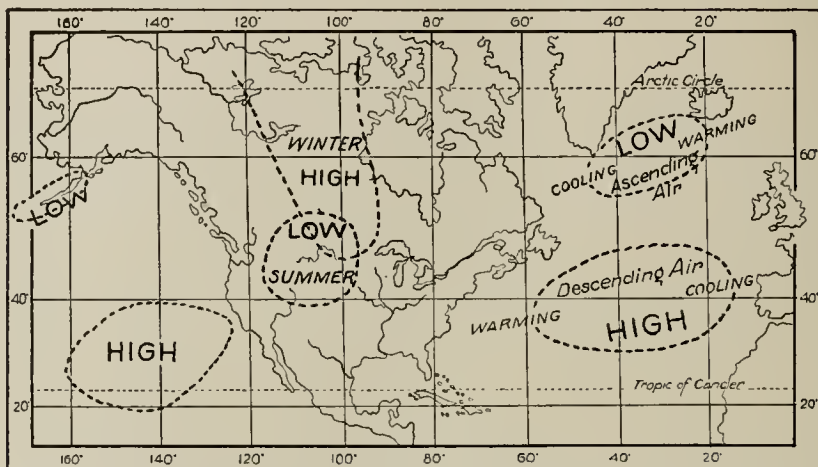 160° 140° 120° 100° 80° 60° 40° 20°
Arctic Circle
LOW
WARMING
60° WINTER COOLING 60°
HIGH Ascending
Air
LOW
LOW
SUMMER Descending Air
COOLING
40° 40°
WARMING HIGH
HIGH
Tropic of Cancer
20° 20°
160° 140° 120° 100° 80° 60° 40° 20°